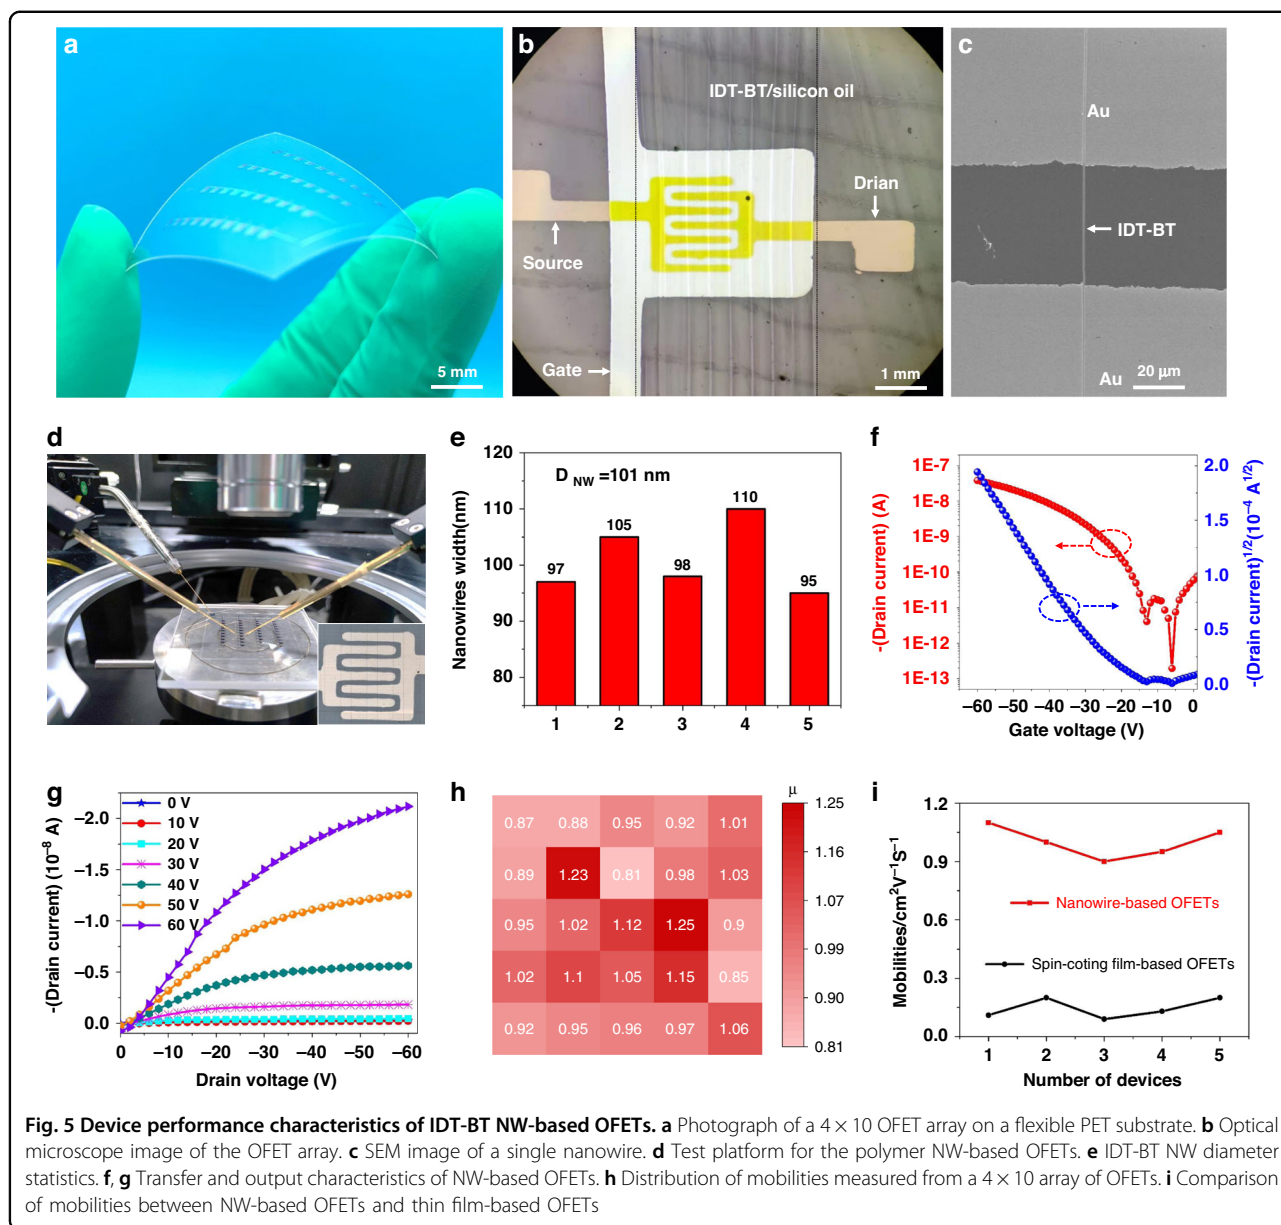 a
5 mm
b
IDT-BT/silicon oil
Drian
Source
Gate
1 mm
c
Au
IDT-BT
Au
20 µm
d
e
Nanowires width(nm)
120
110
100
90
80
D NW =101 nm
97
105
98
110
95
1 2 3 4 5
f
-(Drain current) (A)
1E-7
1E-8
1E-9
1E-10
1E-11
1E-12
1E-13
2.0
1.5
1.0
0.5
0.0
-(Drain current)1/2(10–4 A1/2)
–60 –50 –40 –30 –20 –10 0
Gate voltage (V)
g
-(Drain current) (10–8 A)
–2.0
–1.5
–1.0
–0.5
0.0
0 V
10 V
20 V
30 V
40 V
50 V
60 V
0 –10 –20 –30 –40 –50 –60
Drain voltage (V)
h
0.87 0.88 0.95 0.92 1.01
0.89 1.23 0.81 0.98 1.03
0.95 1.02 1.12 1.25 0.9
1.02 1.1 1.05 1.15 0.85
0.92 0.95 0.96 0.97 1.06
μ
1.25
1.16
1.07
0.99
0.90
0.81
i
Mobilities/cm2V–1S–1
1.2
0.9
0.6
0.3
0.0
Nanowire-based OFETs
Spin-coting film-based OFETs
1 2 3 4 5
Number of devices
Fig. 5 Device performance characteristics of IDT-BT NW-based OFETs. a Photograph of a 4 × 10 OFET array on a flexible PET substrate. b Optical
microscope image of the OFET array. c SEM image of a single nanowire. d Test platform for the polymer NW-based OFETs. e IDT-BT NW diameter
statistics. f, g Transfer and output characteristics of NW-based OFETs. h Distribution of mobilities measured from a 4 × 10 array of OFETs. i Comparison
of mobilities between NW-based OFETs and thin film-based OFETs